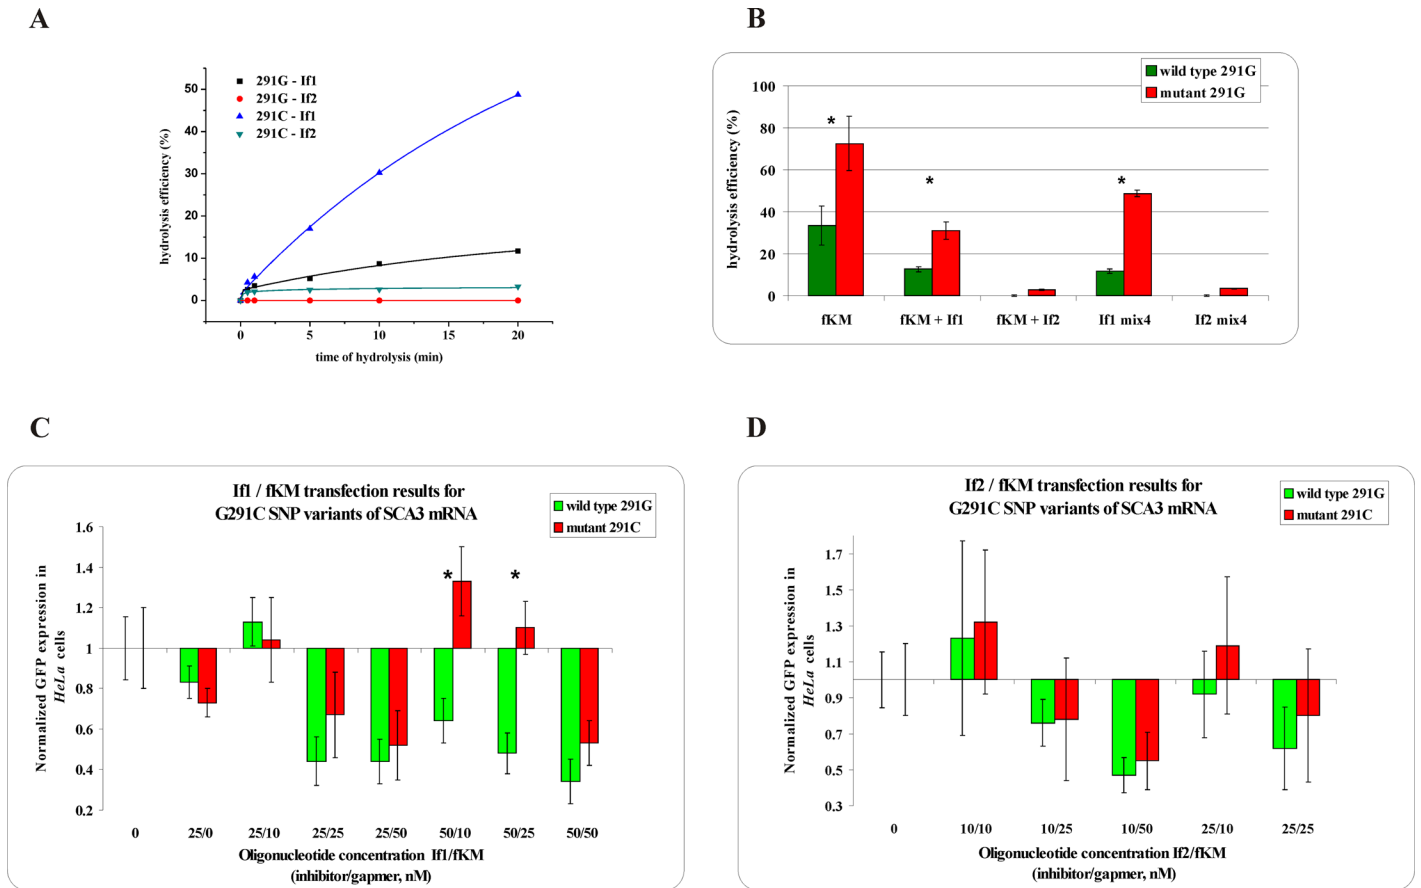 A
291G - If1
291G - If2
291C - If1
291C - If2
hydrolysis efficiency (%)
50
40
30
20
10
0
0
5
10
15
20
time of hydrolysis (min)
B
wild type 291G
mutant 291G
hydrolysis efficiency (%)
100
80
60
40
20
0
*
*
*
fKM
fKM + If1
fKM + If2
If1 mix4
If2 mix4
C
If1 / fKM transfection results for
G291C SNP variants of SCA3 mRNA
wild type 291G
mutant 291C
Normalized GFP expression in
HeLa cells
1.6
1.4
1.2
1
0.8
0.6
0.4
0.2
*
*
0
25/0
25/10
25/25
25/50
50/10
50/25
50/50
Oligonucleotide concentration If1/fKM
(inhibitor/gapmer, nM)
D
If2 / fKM transfection results for
G291C SNP variants of SCA3 mRNA
wild type 291G
mutant 291C
Normalized GFP expression in
HeLa cells
1.7
1.5
1.3
1.1
0.9
0.7
0.5
0.3
0
10/10
10/25
10/50
25/10
25/25
Oligonucleotide concentration If2/fKM
(inhibitor/gapmer, nM)